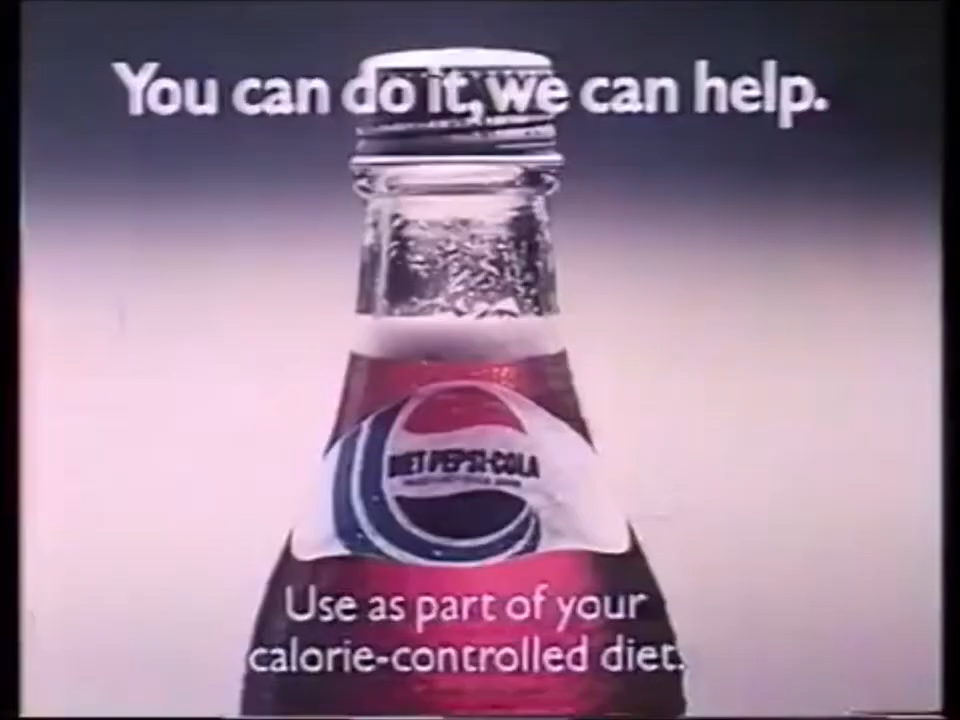 You can do it, we can help.
DIET PEPSI-COLA
Use as part of your
calorie-controlled diet.